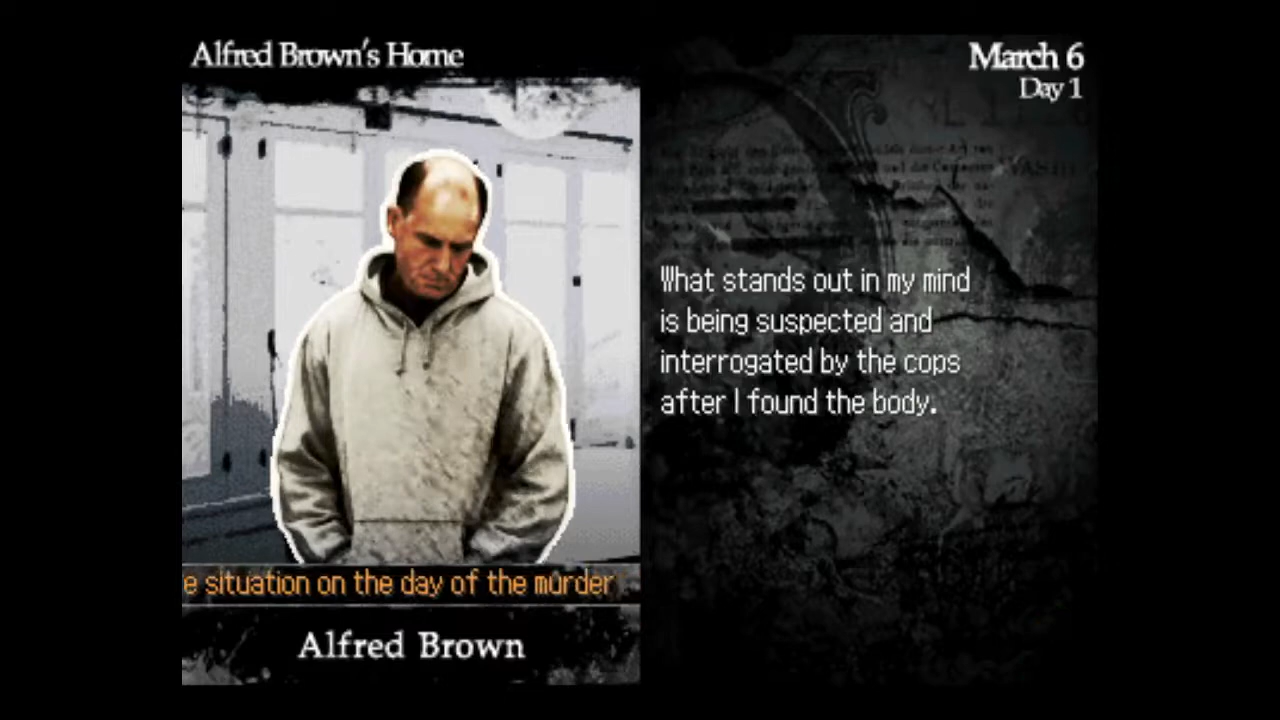 Alfred Brown's Home
March 6
Day 1
What stands out in my mind
is being suspected and
interrogated by the cops
after I found the body.
e situation on the day of the murder
Alfred Brown